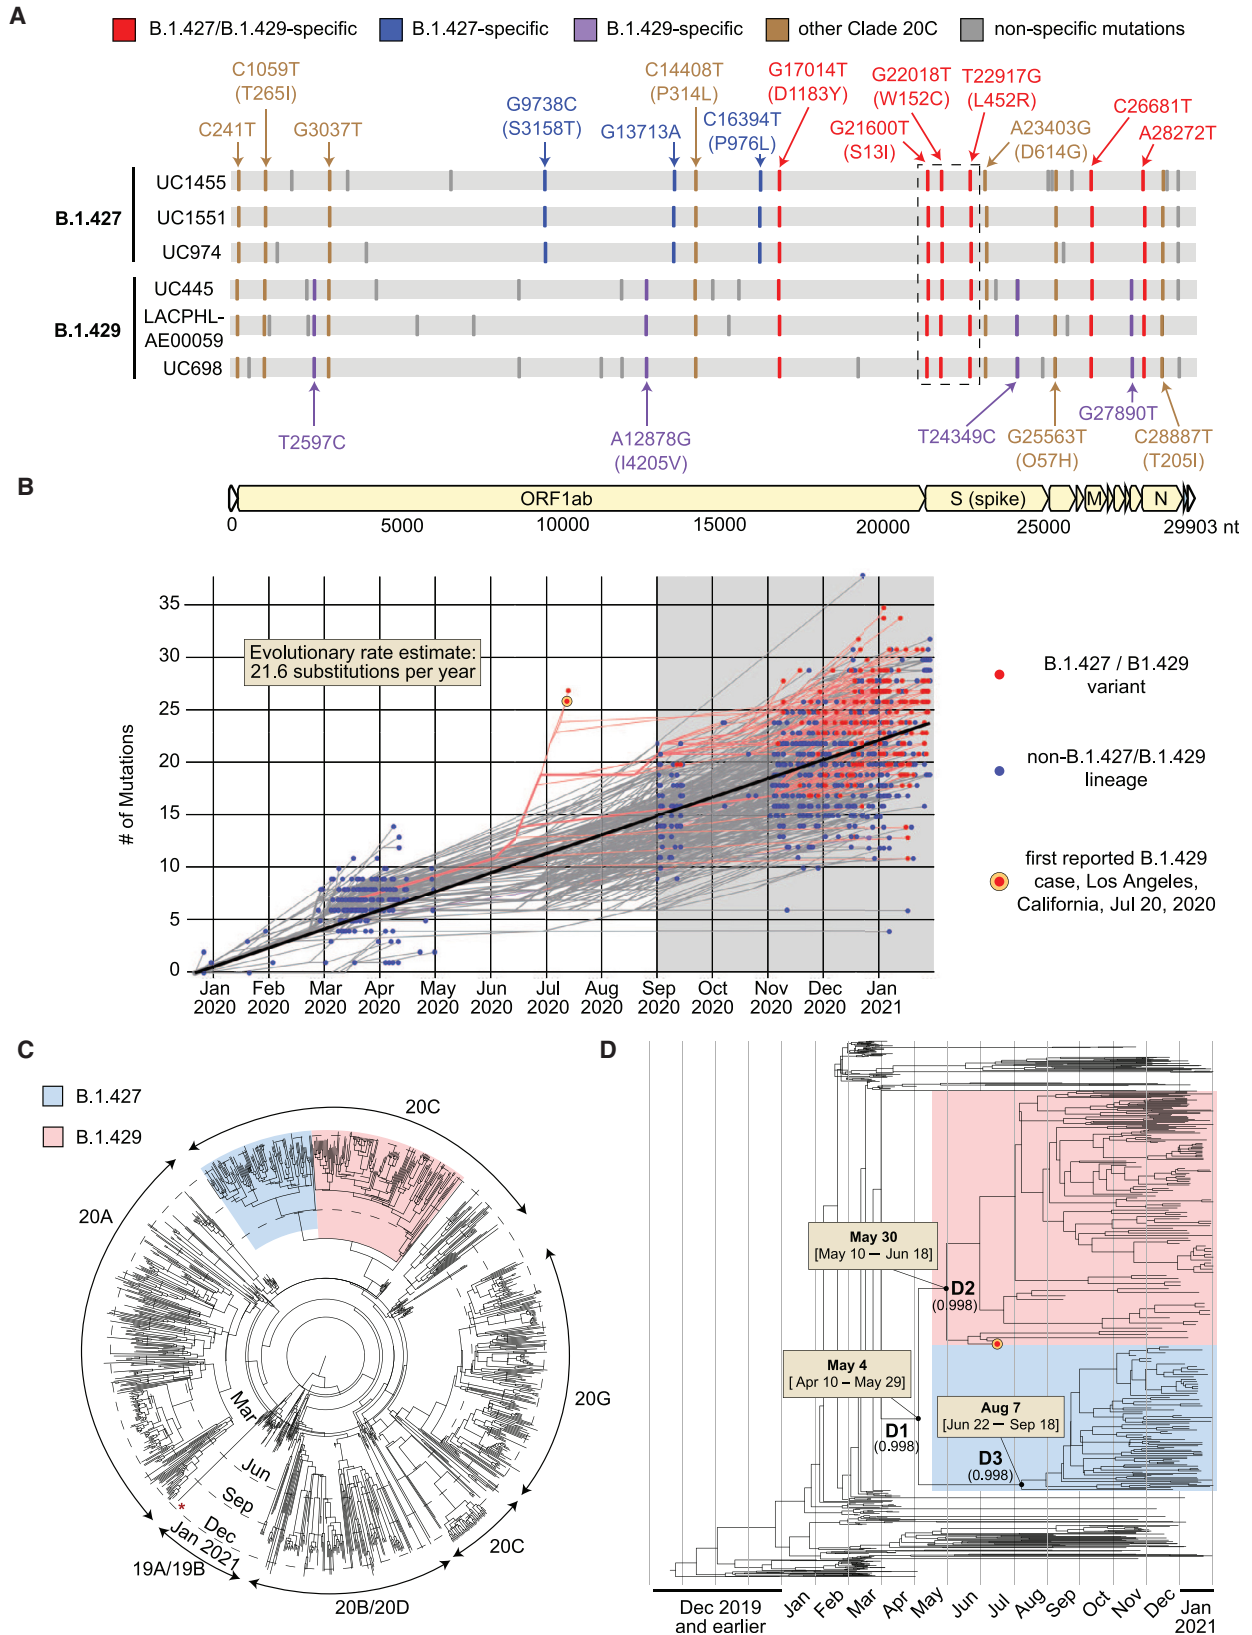 A
B.1.427/B.1.429-specific
B.1.427-specific
B.1.429-specific
other Clade 20C
non-specific mutations
C241T
C1059T
(T265I)
G3037T
G9738C
(S3158T)
G13713A
C14408T
(P314L)
C16394T
(P976L)
G17014T
(D1183Y)
G21600T
(S13I)
G22018T
(W152C)
T22917G
(L452R)
A23403G
(D614G)
C26681T
A28272T
B.1.427
UC1455
UC1551
UC974
B.1.429
UC445
LACPHL-
AE00059
UC698
T2597C
A12878G
(I4205V)
T24349C
G25563T
(O57H)
G27890T
C28887T
(T205I)
B
ORF1ab
S (spike)
M
N
0
5000
10000
15000
20000
25000
29903 nt
# of Mutations
35
30
25
20
15
10
5
0
Evolutionary rate estimate:
21.6 substitutions per year
Jan
2020
Feb
2020
Mar
2020
Apr
2020
May
2020
Jun
2020
Jul
2020
Aug
2020
Sep
2020
Oct
2020
Nov
2020
Dec
2020
Jan
2021
B.1.427 / B1.429
variant
non-B.1.427/B.1.429
lineage
first reported B.1.429
case, Los Angeles,
California, Jul 20, 2020
C
B.1.427
B.1.429
20C
20A
20G
20C
20B/20D
19A/19B
Mar
Jun
Sep
Dec
Jan 2021
*
D
May 30
[May 10 – Jun 18]
D2
(0.998)
May 4
[ Apr 10 – May 29]
D1
(0.998)
Aug 7
[Jun 22 – Sep 18]
D3
(0.998)
Dec 2019
and earlier
Jan
Feb
Mar
Apr
May
Jun
Jul
Aug
Sep
Oct
Nov
Dec
Jan
2021